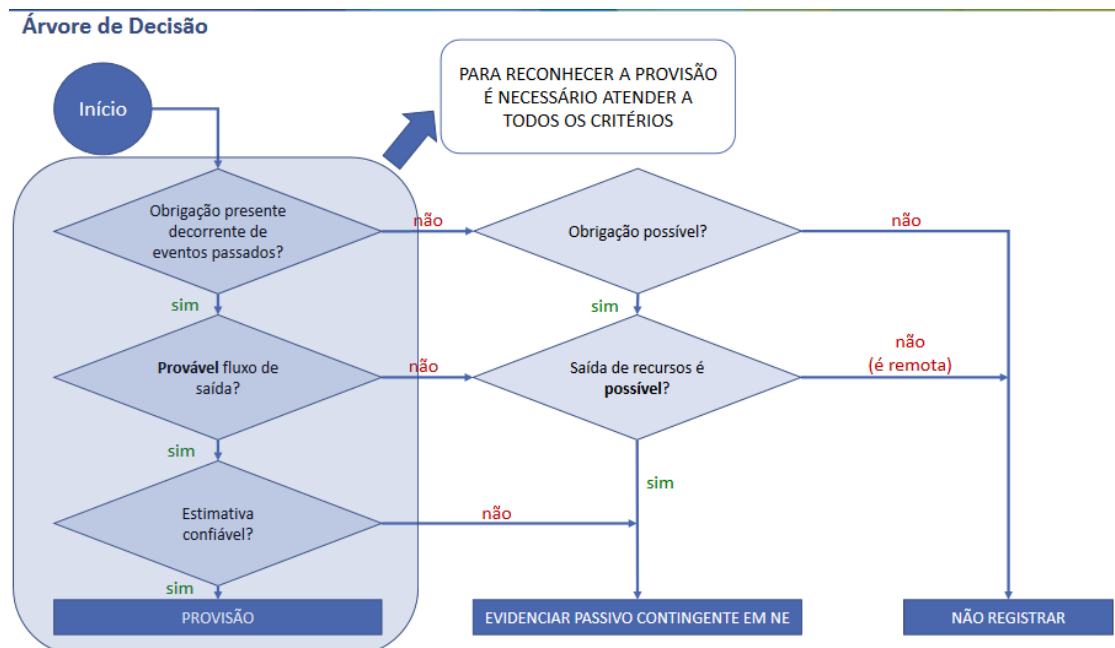 Árvore de Decisão
PARA RECONHECER A PROVISÃO
É NECESSÁRIO ATENDER A
TODOS OS CRITÉRIOS
Início
Obrigação presente
decorrente de
eventos passados?
não
Obrigação possível?
não
sim
sim
Provável fluxo de
saída?
não
Saída de recursos é
possível?
não
(é remota)
sim
sim
Estimativa
confiável?
não
sim
PROVISÃO
EVIDENCIAR PASSIVO CONTINGENTE EM NE
NÃO REGISTRAR